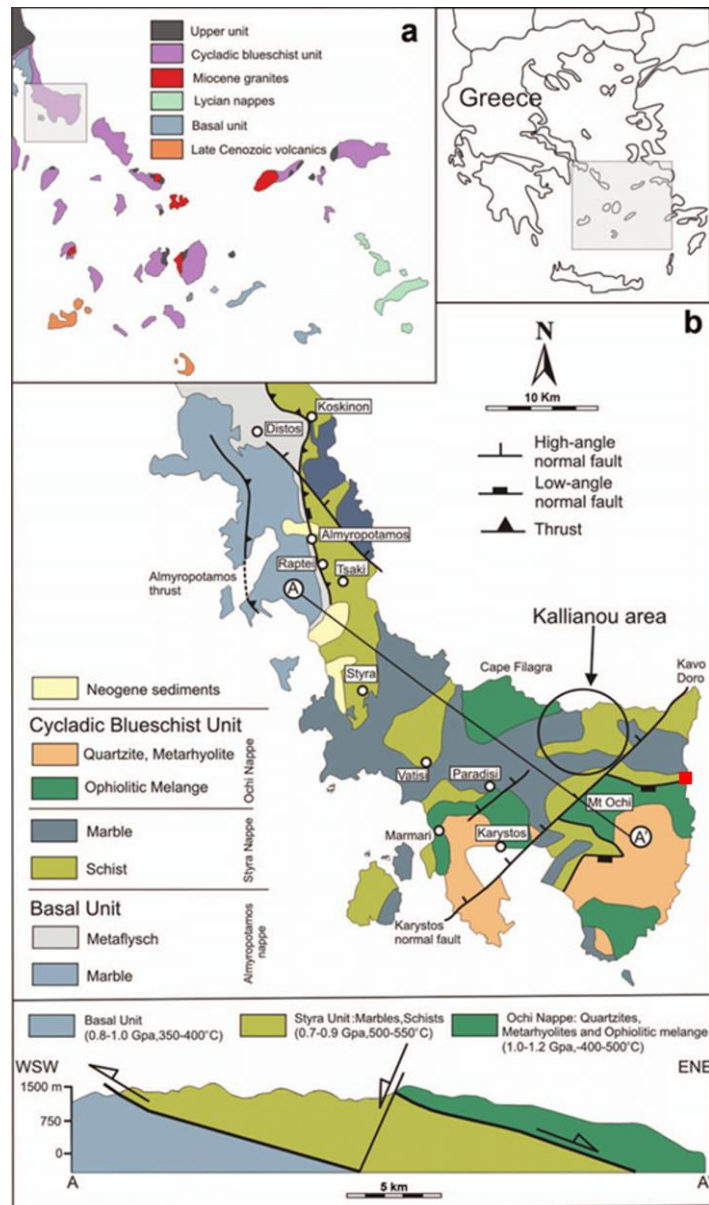 a
Upper unit
Cycladic blueschist unit
Miocene granites
Lycian nappes
Basal unit
Late Cenozoic volcanics
Greece
b
N
10 Km
High-angle
normal fault
Low-angle
normal fault
Thrust
Koskinon
Distos
Almyropotamos
Raptei
Tsaki
Almyropotamos
thrust
A
Kallianou area
Cape Filagra
Kavo
Doro
Styra
Vatisi
Paradisi
Mt Ochi
Marmari
Karystos
A'
Karystos
normal fault
Neogene sediments
Cycladic Blueschist Unit
Quartzite, Metarhyolite
Ophiolitic Melange
Ochi Nappe
Marble
Schist
Styra Nappe
Basal Unit
Metaflysch
Marble
Almyropotamos
nappe
Basal Unit
(0.8-1.0 Gpa,350-400°C)
Styra Unit:Marbles,Schists
(0.7-0.9 Gpa,500-550°C)
Ochi Nappe: Quartzites,
Metarhyolites and Ophiolitic melange
(1.0-1.2 Gpa,-400-500°C)
WSW
ENE
1500 m
750
0
A
A'
5 km